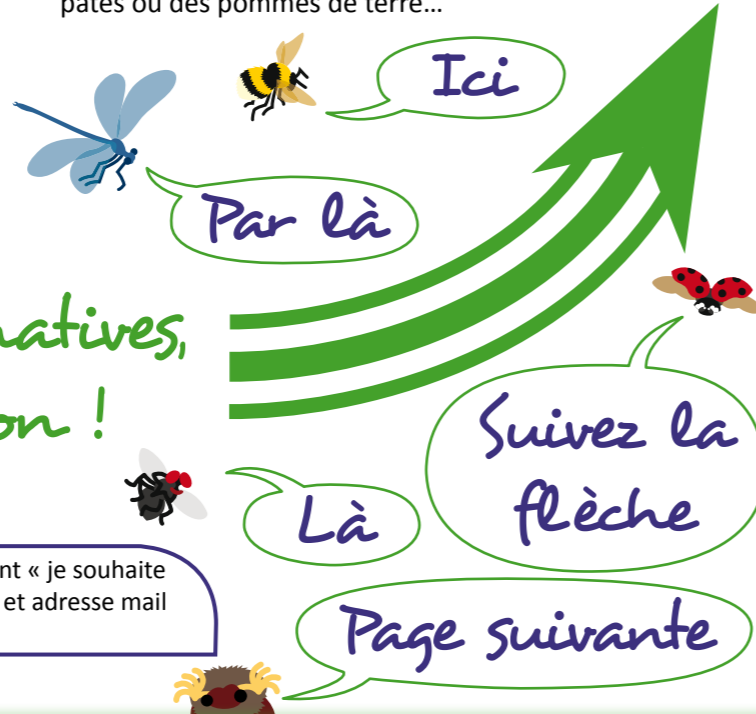 pâtes ou des pommes de terre...
Ici
Par là
natives,
on !
Suivez la
flèche
Là
nt « je souhaite
et adresse mail
Page suivante